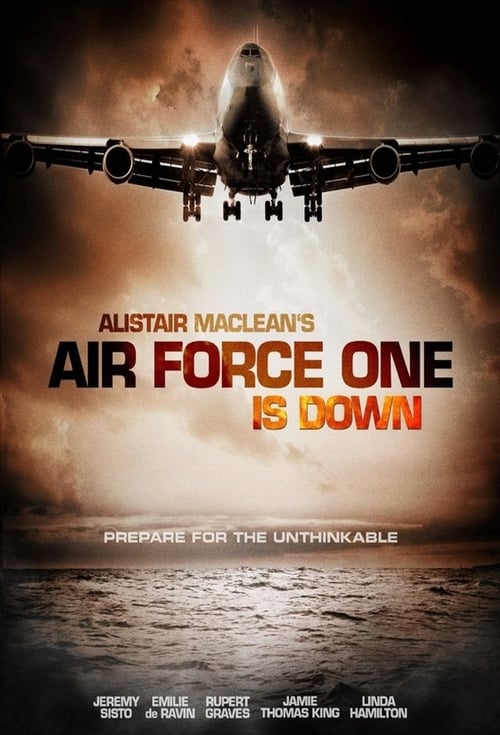 ALISTAIR MACLEAN'S
AIR FORCE ONE
IS DOWN
PREPARE FOR THE UNTHINKABLE
JEREMY SISTO EMILIE de RAVIN RUPERT GRAVES JAMIE THOMAS KING LINDA HAMILTON